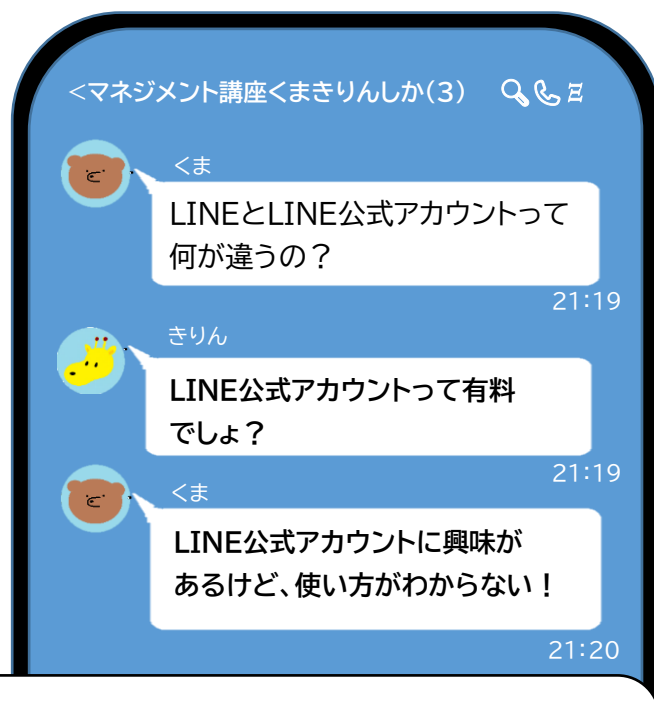 <マネジメント講座くまきりんしか(3)
くま
LINEとLINE公式アカウントって
何が違うの?
21:19
きりん
LINE公式アカウントって有料
でしょ?
21:19
くま
LINE公式アカウントに興味が
あるけど、使い方がわからない!
21:20